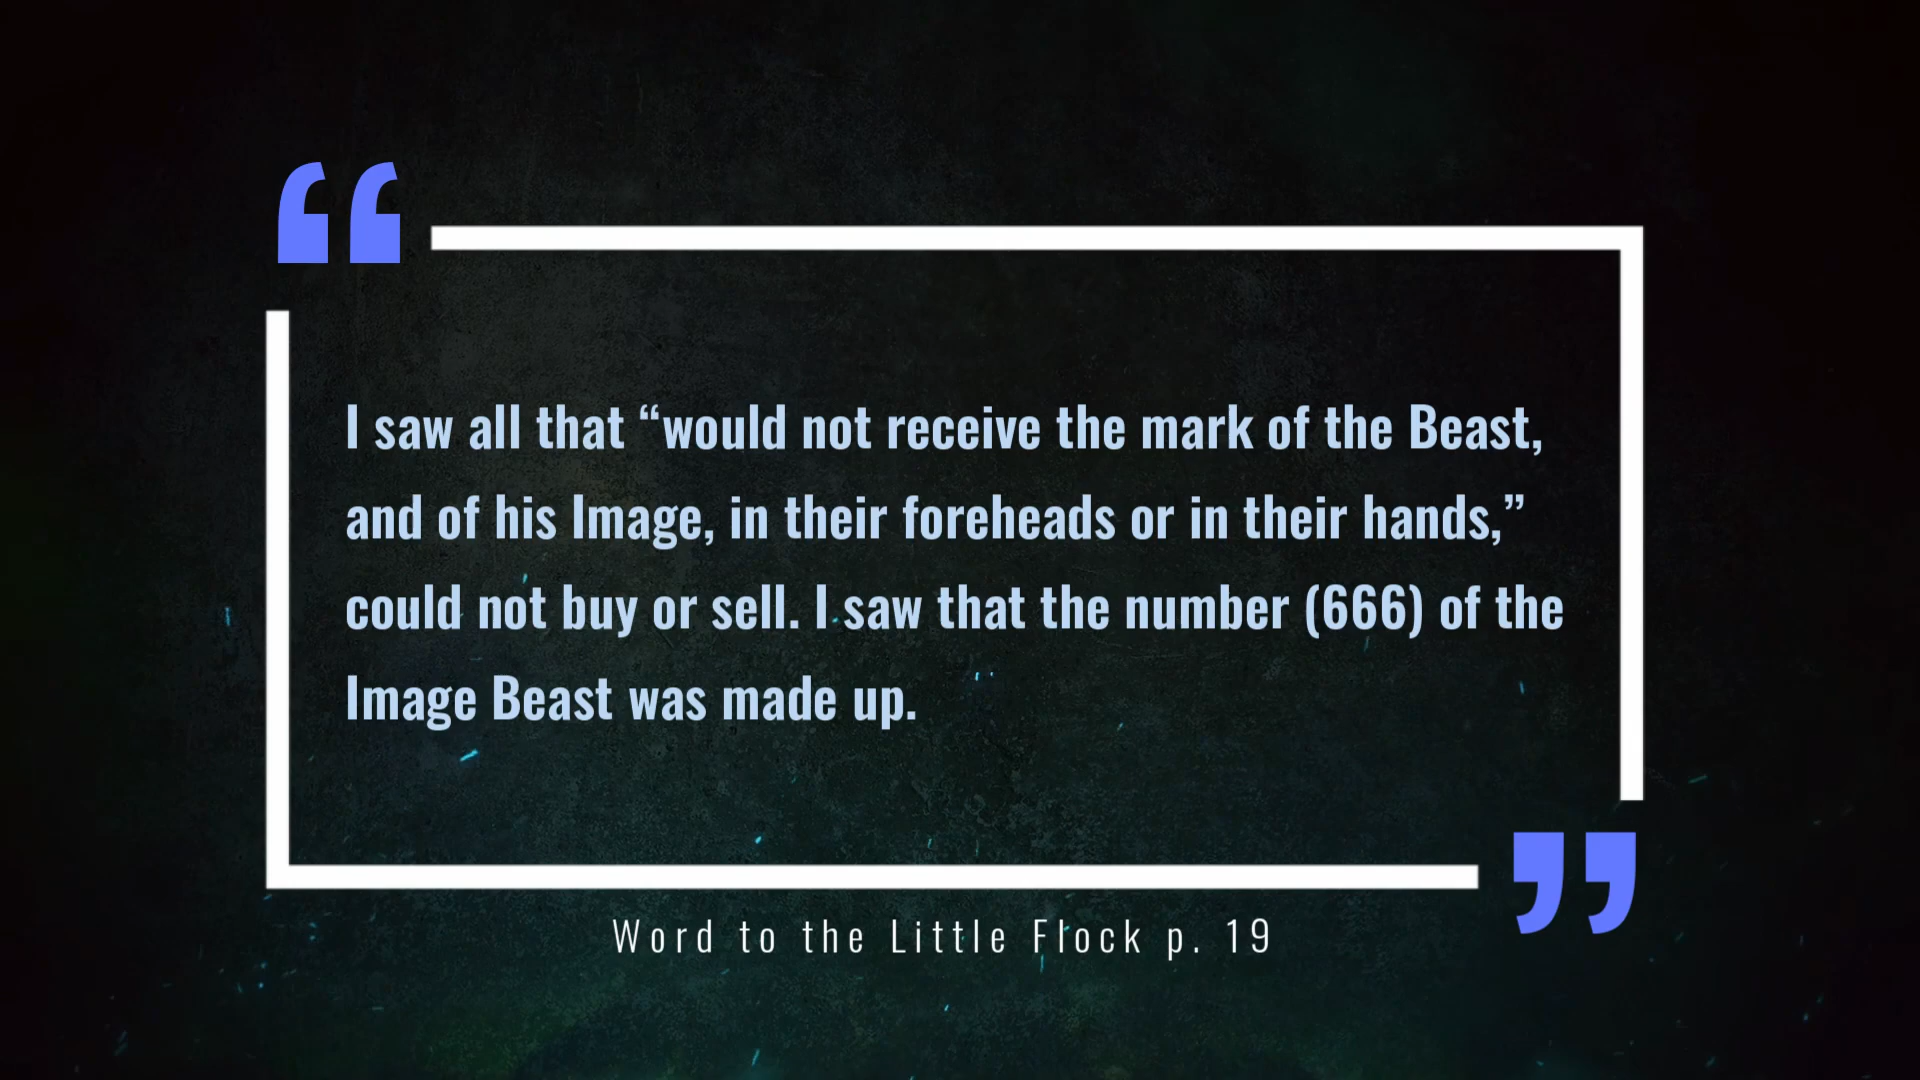 “
I saw all that “would not receive the mark of the Beast,
and of his Image, in their foreheads or in their hands,”
could not buy or sell. I saw that the number (666) of the
Image Beast was made up.
”
Word to the Little Flock p. 19